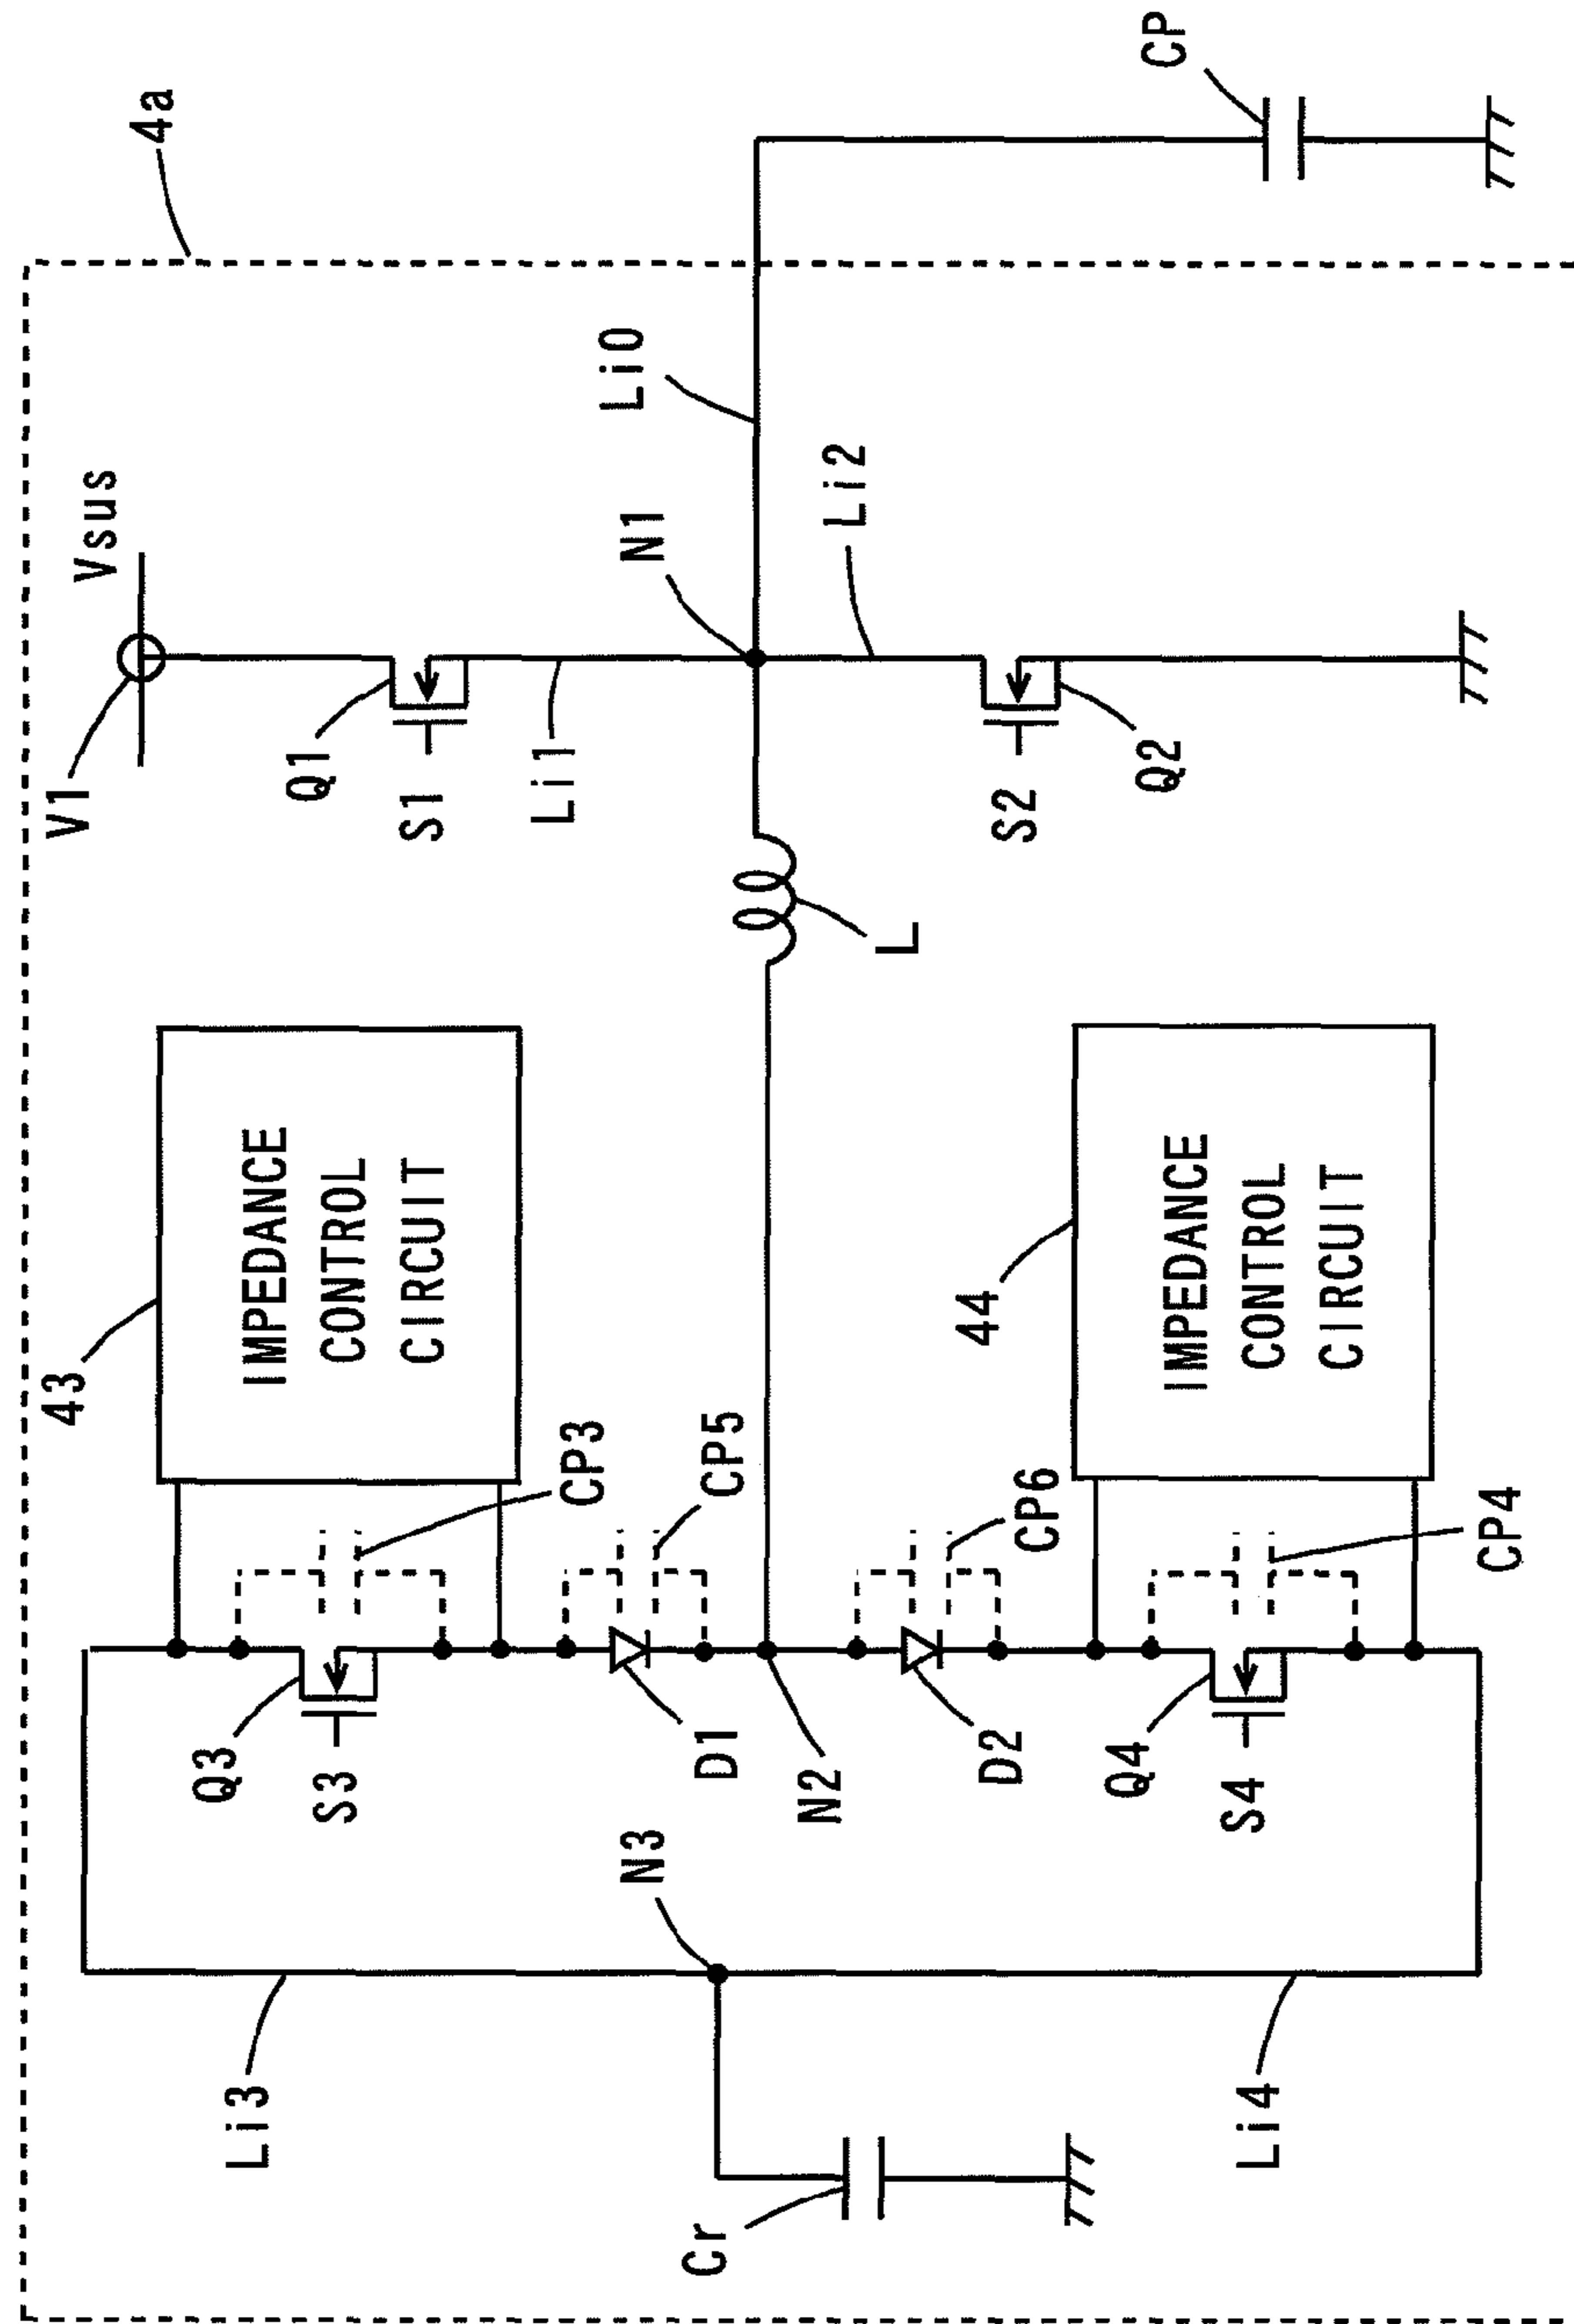 4a
CP
Vsus
V1
Q1
S1
Li1
N1
Li0
Li2
S2
Q2
L
43
IMPEDANCE
CONTROL
CIRCUIT
44
IMPEDANCE
CONTROL
CIRCUIT
CP3
CP5
CP6
CP4
Q3
S3
D1
N2
D2
Q4
S4
N3
Li3
Li4
Cr